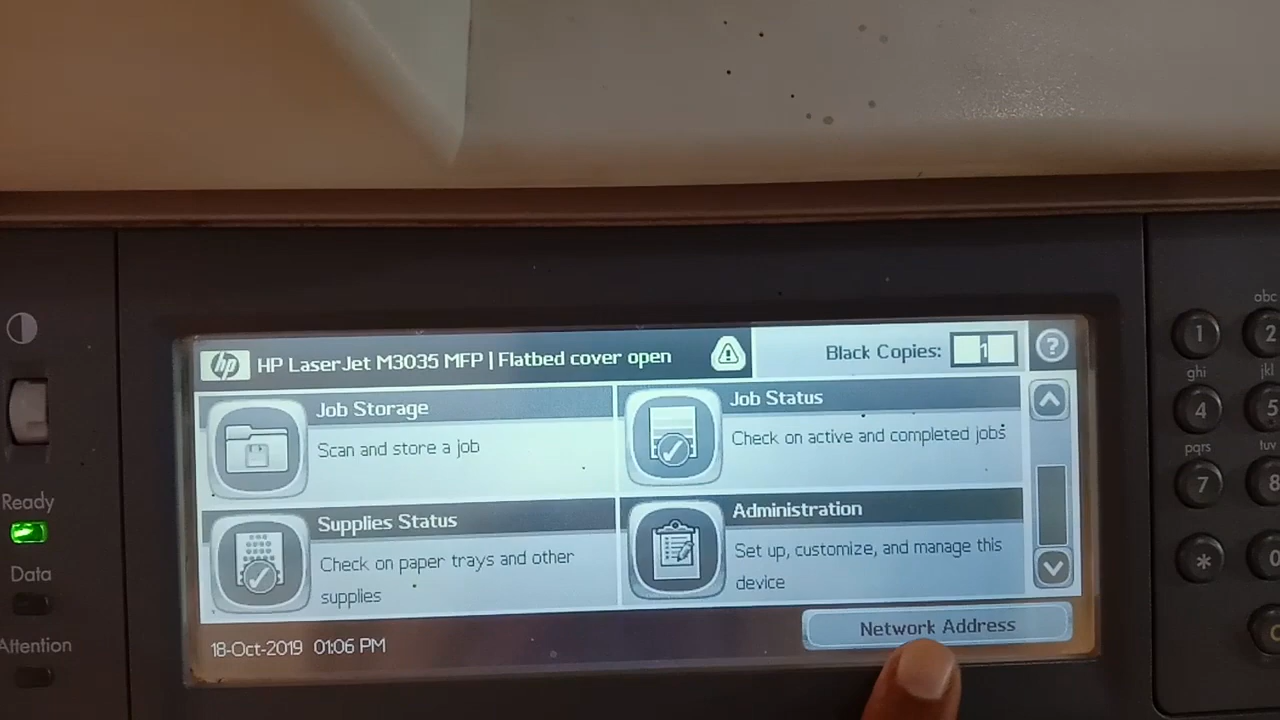 hp HP LaserJet M3035 MFP | Flatbed cover open
Black Copies: 1
?
Job Storage
Scan and store a job
Job Status
Check on active and completed jobs
Supplies Status
Check on paper trays and other
supplies
Administration
Set up, customize, and manage this
device
18-Oct-2019 01:06 PM
Network Address
Ready
Data
Attention
1
abc
2
ghi
4
jkl
5
pqrs
7
tuv
8
*
0
C